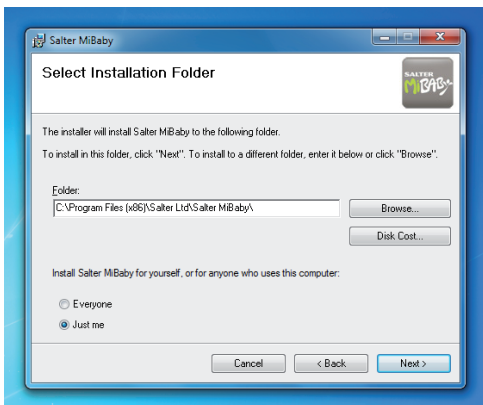 Salter MiBaby
Select Installation Folder
SALTER
MiBABY
The installer will install Salter MiBaby to the following folder.
To install in this folder, click "Next". To install to a different folder, enter it below or click "Browse".
Folder:
C:\Program Files (x86)\Salter Ltd\Salter MiBaby\
Browse...
Disk Cost...
Install Salter MiBaby for yourself, or for anyone who uses this computer:
Everyone
Just me
Cancel
< Back
Next >